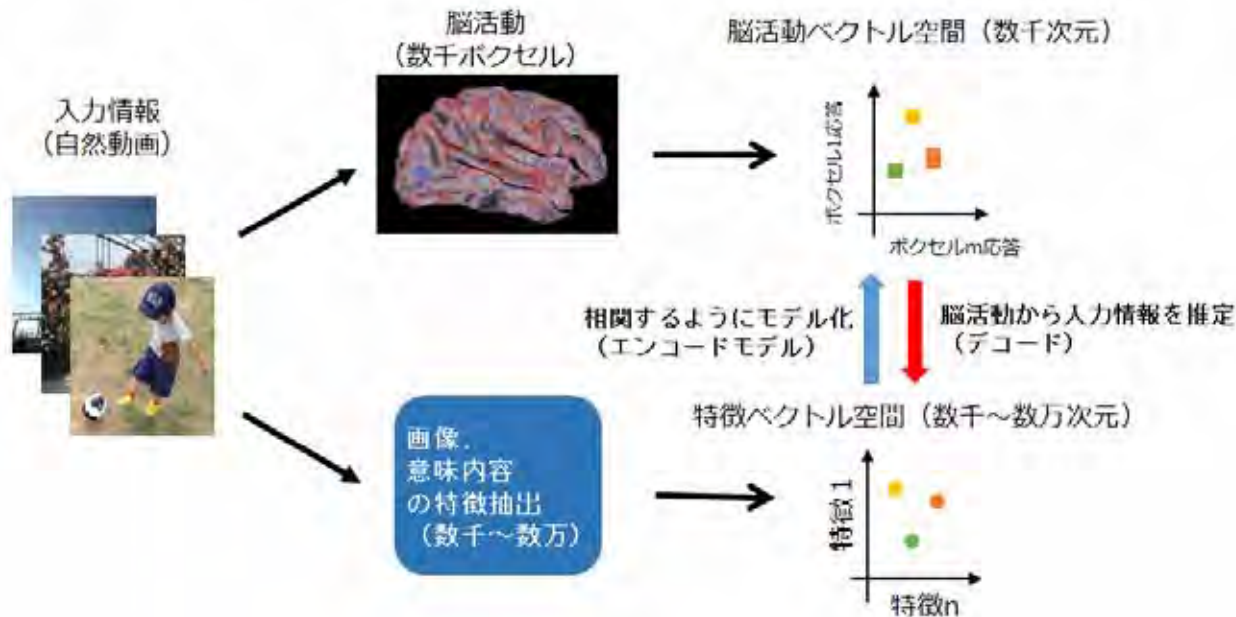 脳活動
(数千ボクセル)
脳活動ベクトル空間（数千次元）
入力情報
(自然動画)
ボクセル1応答
ボクセルm応答
相関するようにモデル化
(エンコードモデル)
脳活動から入力情報を推定
(デコード)
特徴ベクトル空間（数千～数万次元）
画像，
意味内容
の特徴抽出
（数千～数万）
特徴1
特徴n